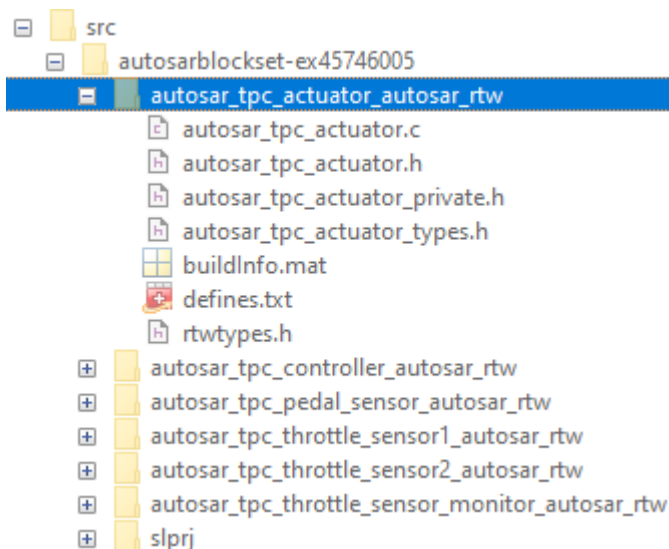 src
autosarblockset-ex45746005
autosar_tpc_actuator_autosar_rtw
autosar_tpc_actuator.c
autosar_tpc_actuator.h
autosar_tpc_actuator_private.h
autosar_tpc_actuator_types.h
buildInfo.mat
defines.txt
rtwtypes.h
autosar_tpc_controller_autosar_rtw
autosar_tpc_pedal_sensor_autosar_rtw
autosar_tpc_throttle_sensor1_autosar_rtw
autosar_tpc_throttle_sensor2_autosar_rtw
autosar_tpc_throttle_sensor_monitor_autosar_rtw
slprj